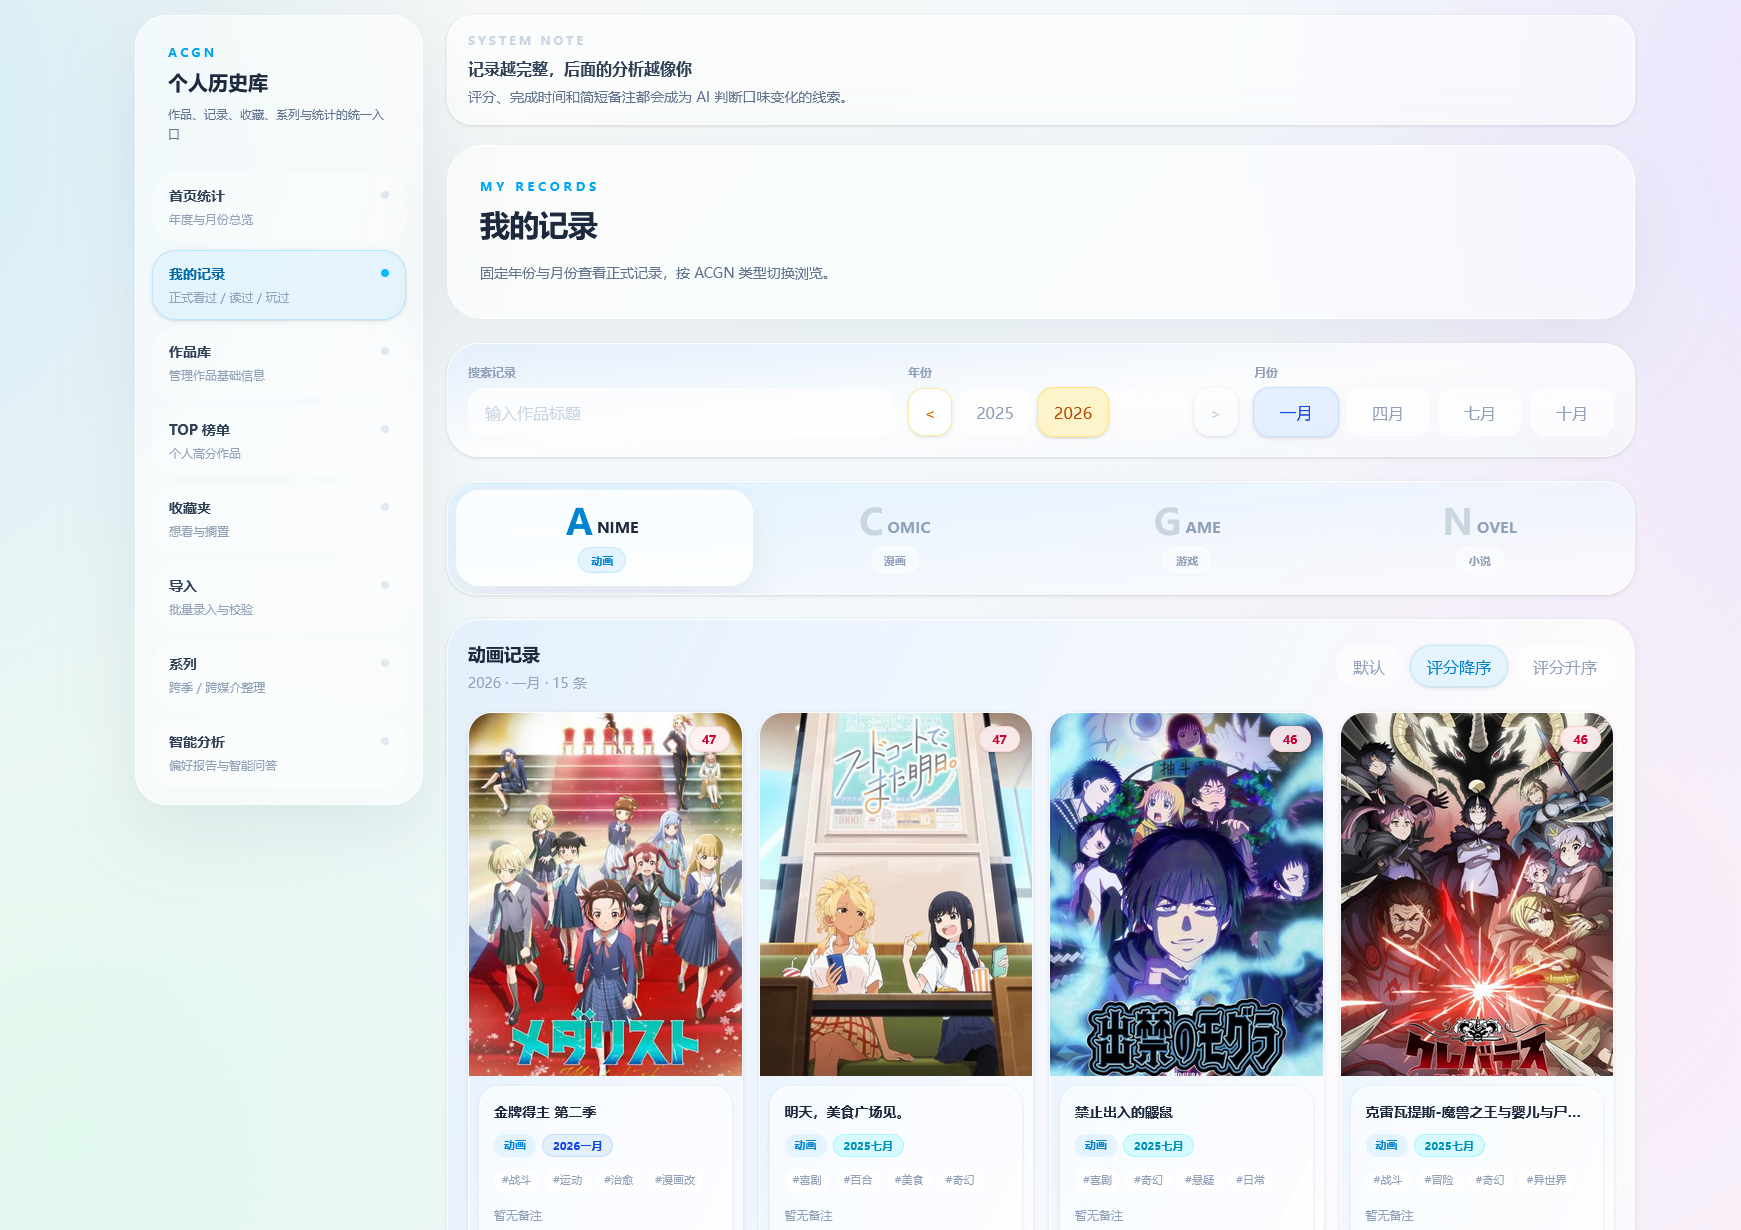 ACGN
个人历史库
作品、记录、收藏、系列与统计的统一入
口
首页统计
年度与月份总览
我的记录
正式看过 / 读过 / 玩过
作品库
管理作品基础信息
TOP 榜单
个人高分作品
收藏夹
想看与搁置
导入
批量录入与校验
系列
跨季 / 跨媒介整理
智能分析
偏好报告与智能问答
SYSTEM NOTE
记录越完整，后面的分析越像你
评分、完成时间和简短备注都会成为 AI 判断口味变化的线索。
MY RECORDS
我的记录
固定年份与月份查看正式记录，按 ACGN 类型切换浏览。
搜索记录
输入作品标题
年份
< 2025 2026 >
月份
一月 四月 七月 十月
ANIME
动画
COMIC
漫画
GAME
游戏
NOVEL
小说
动画记录
2026 · 一月 · 15 条
默认 评分降序 评分升序
47
メダリスト
金牌得主 第二季
动画 2026一月
#战斗 #运动 #治愈 #漫画改
暂无备注
47
フードコートで、
また明日。
明天，美食广场见。
动画 2025七月
#喜剧 #百合 #美食 #奇幻
暂无备注
46
抽斗
出禁のモグラ
禁止出入的鼹鼠
动画 2025七月
#喜剧 #奇幻 #悬疑 #日常
暂无备注
46
クレバテス
克雷瓦提斯-魔兽之王与婴儿与尸...
动画 2025七月
#战斗 #冒险 #奇幻 #异世界
暂无备注